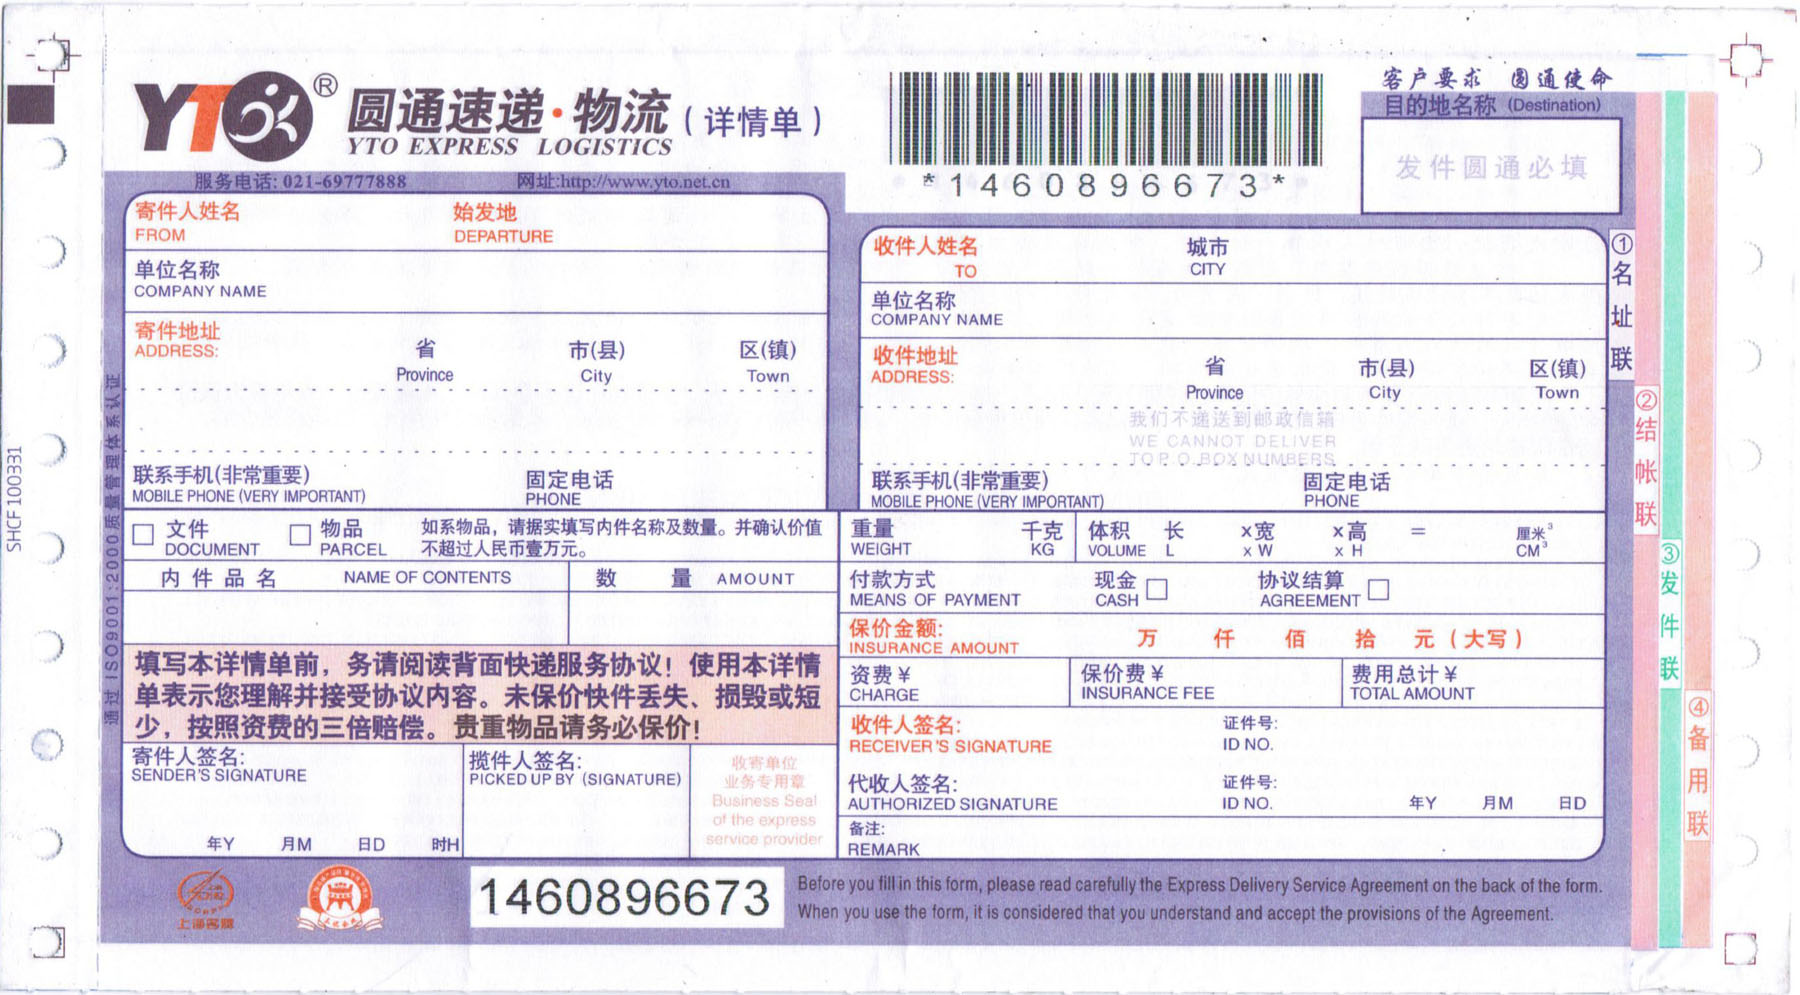 YTO ®
圆通速递·物流（详情单）
YTO EXPRESS LOGISTICS
*1460896673*
客户要求 圆通使命
目的地名称 (Destination)
发件圆通必填
服务电话: 021-69777888 网址:http://www.yto.net.cn
寄件人姓名 始发地
FROM DEPARTURE
单位名称
COMPANY NAME
寄件地址
ADDRESS:
省 市(县) 区(镇)
Province City Town
联系手机(非常重要) 固定电话
MOBILE PHONE (VERY IMPORTANT) PHONE
收件人姓名 城市
TO CITY
单位名称
COMPANY NAME
收件地址
ADDRESS:
省 市(县) 区(镇)
Province City Town
我们不递送到邮政信箱
WE CANNOT DELIVER
TO P.O.BOX NUMBERS
联系手机(非常重要) 固定电话
MOBILE PHONE (VERY IMPORTANT) PHONE
文件 物品
DOCUMENT PARCEL
如系物品，请据实填写内件名称及数量。并确认价值
不超过人民币壹万元。
内件品名 NAME OF CONTENTS 数 量 AMOUNT
填写本详情单前，务请阅读背面快递服务协议！使用本详情
单表示您理解并接受协议内容。未保价快件丢失、损毁或短
少，按照资费的三倍赔偿。贵重物品请务必保价！
寄件人签名:
SENDER'S SIGNATURE
年Y 月M 日D 时H
揽件人签名:
PICKED UP BY (SIGNATURE)
收寄单位
业务专用章
Business Seal
of the express
service provider
重量 千克
WEIGHT KG
体积 长 x宽 x高 = 厘米³
VOLUME L x W x H CM³
付款方式 现金 协议结算
MEANS OF PAYMENT CASH AGREEMENT
保价金额: 万 仟 佰 拾 元（大写）
INSURANCE AMOUNT
资费￥ 保价费￥ 费用总计￥
CHARGE INSURANCE FEE TOTAL AMOUNT
收件人签名: 证件号:
RECEIVER'S SIGNATURE ID NO.
代收人签名: 证件号:
AUTHORIZED SIGNATURE ID NO. 年Y 月M 日D
备注:
REMARK
①名址联
②结帐联
③发件联
④备用联
通过ISO9001:2000质量管理体系认证
SHCF 100331
上海名牌
1460896673
Before you fill in this form, please read carefully the Express Delivery Service Agreement on the back of the form.
When you use the form, it is considered that you understand and accept the provisions of the Agreement.